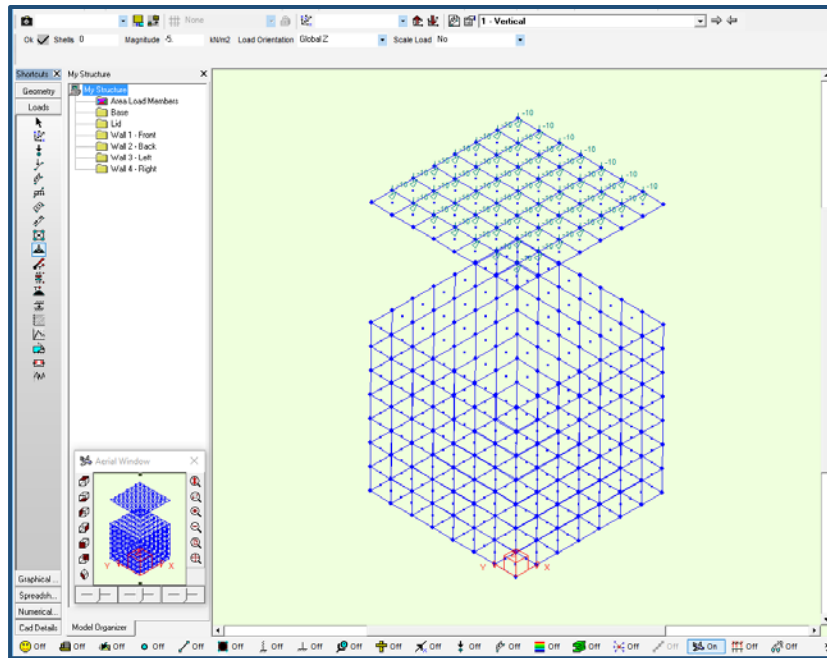 None
1 - Vertical
Ok Shells 0 Magnitude -5. kN/m2 Load Orientation Global Z Scale Load No
Shortcuts
My Structure
Geometry
Loads
My Structure
Area Load Members
Base
Lid
Wall 1 - Front
Wall 2 - Back
Wall 3 - Left
Wall 4 - Right
-10
-10
-10
-10
-10
-10
Aerial Window
Y X
Y X
Graphical ...
Spreadsh...
Numerical...
Cad Details
Model Organizer
Off Off Off Off Off Off Off Off Off Off Off Off Off Off Off Off Off On Off Off